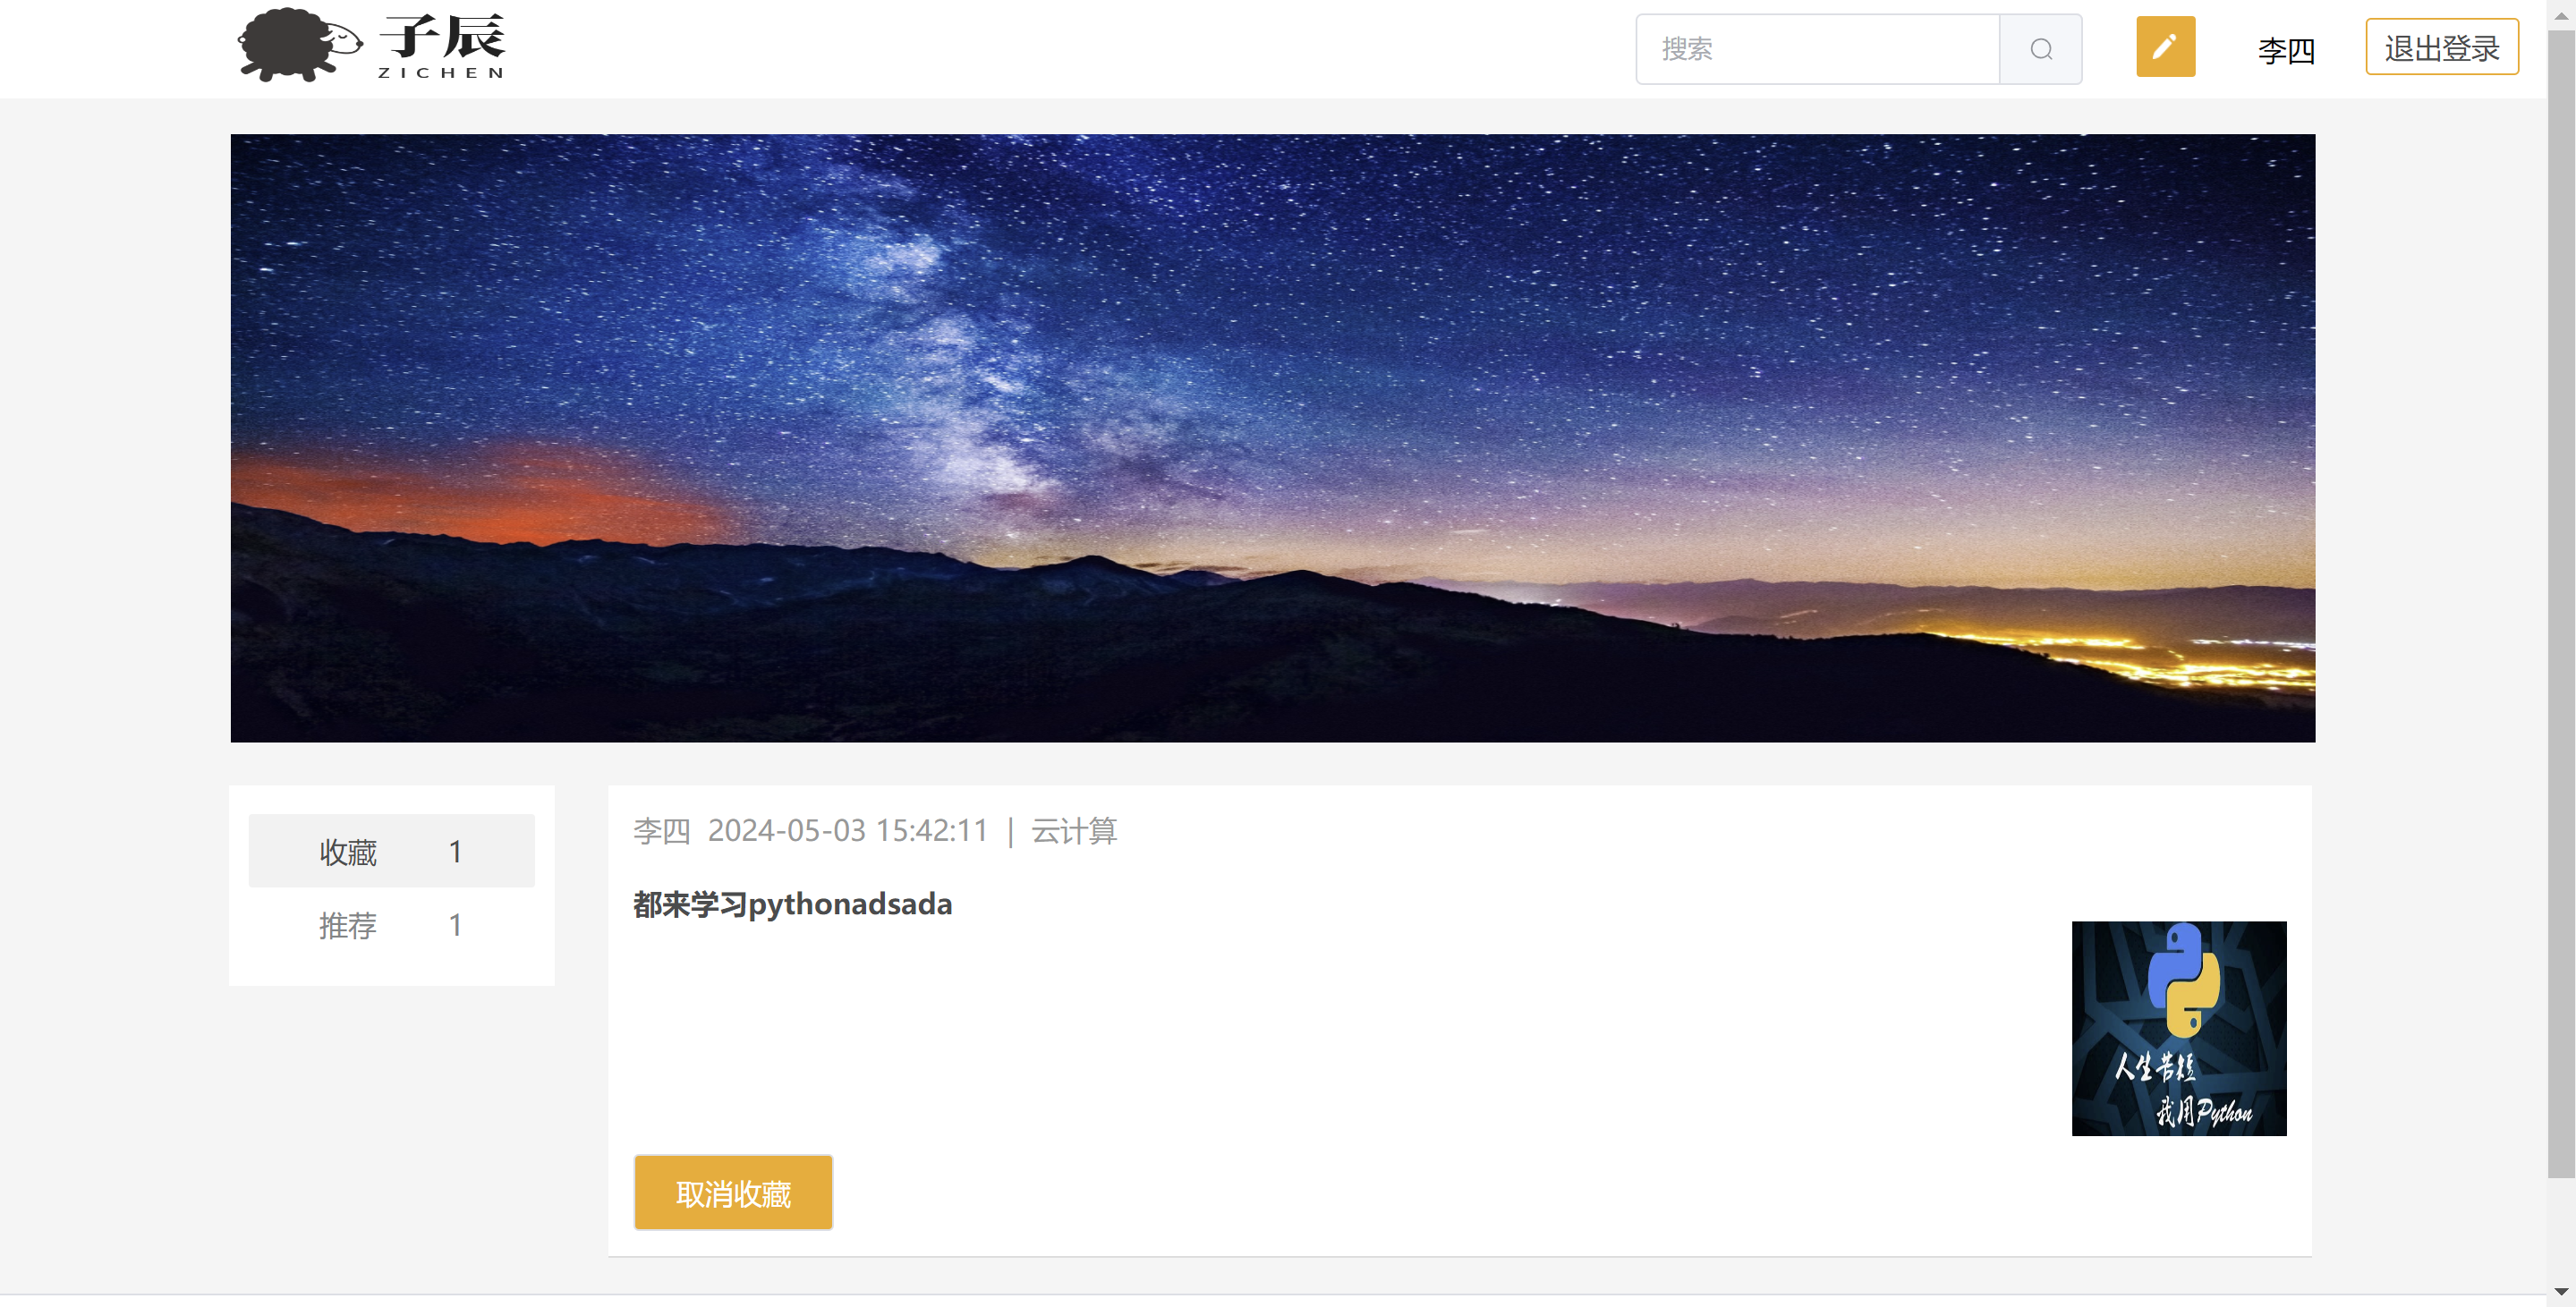 子辰
ZICHEN
搜索
李四
退出登录
收藏 1
推荐 1
李四 2024-05-03 15:42:11 | 云计算
都来学习pythonadsada
人生苦短
我用Python
取消收藏